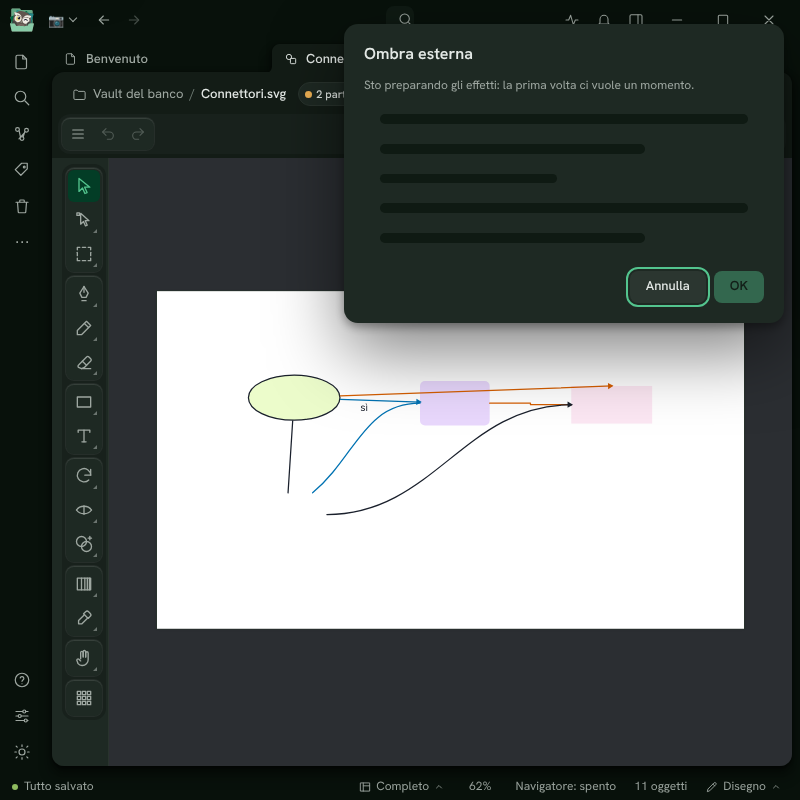 Benvenuto
Conne
Vault del banco / Connettori.svg
2 part
Ombra esterna
Sto preparando gli effetti: la prima volta ci vuole un momento.
Annulla
OK
sì
Tutto salvato
Completo
62%
Navigatore: spento
11 oggetti
Disegno